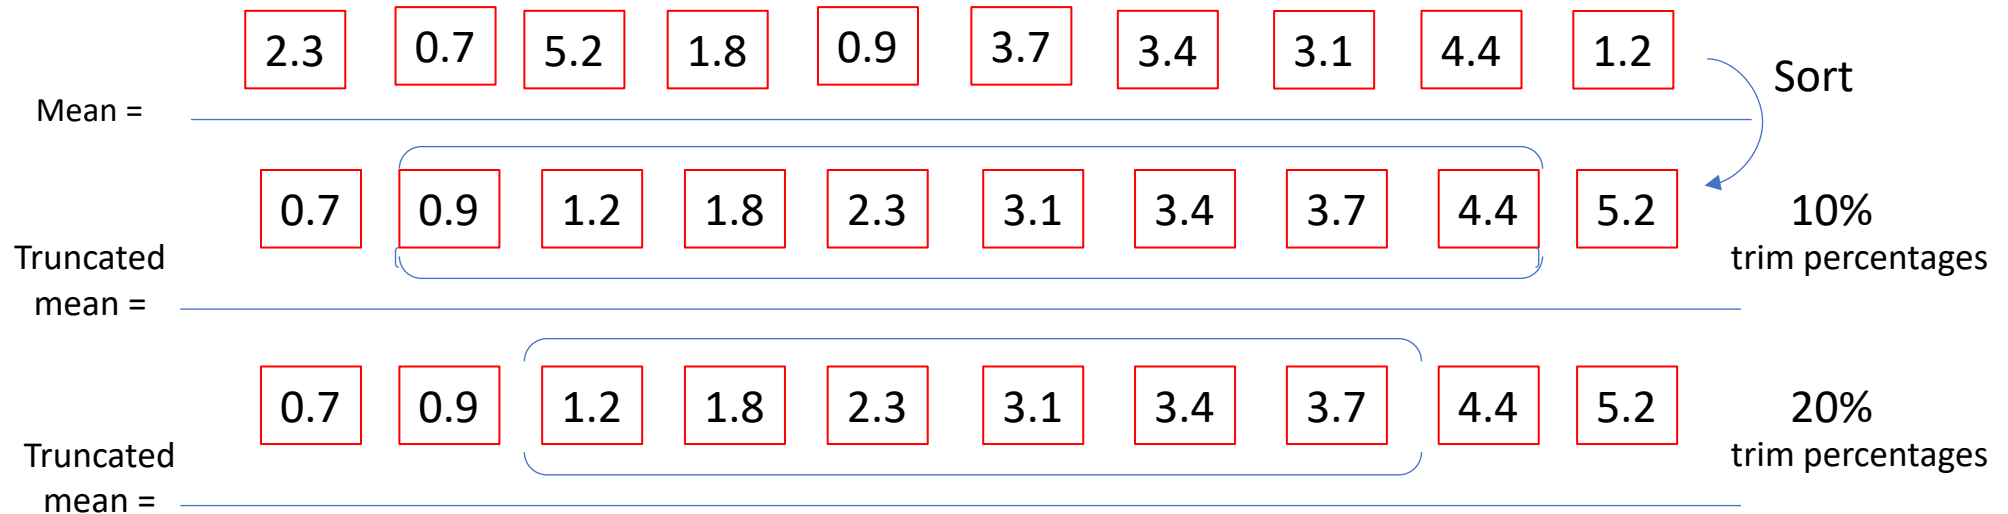 2.3 0.7 5.2 1.8 0.9 3.7 3.4 3.1 4.4 1.2 Sort
Mean =
0.7 0.9 1.2 1.8 2.3 3.1 3.4 3.7 4.4 5.2 10%
trim percentages
Truncated
mean =
0.7 0.9 1.2 1.8 2.3 3.1 3.4 3.7 4.4 5.2 20%
trim percentages
Truncated
mean =